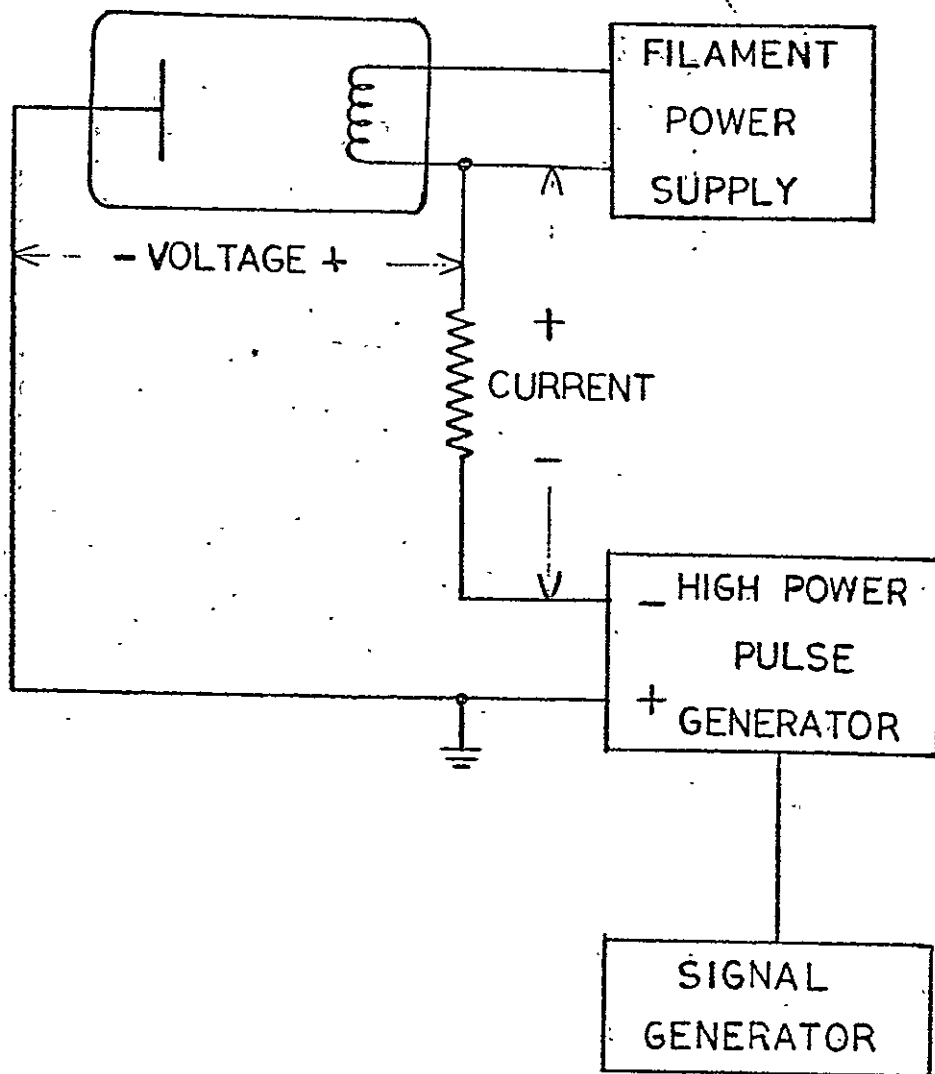 FILAMENT
POWER
SUPPLY
- VOLTAGE +
+
CURRENT
-
- HIGH POWER
PULSE
+ GENERATOR
SIGNAL
GENERATOR